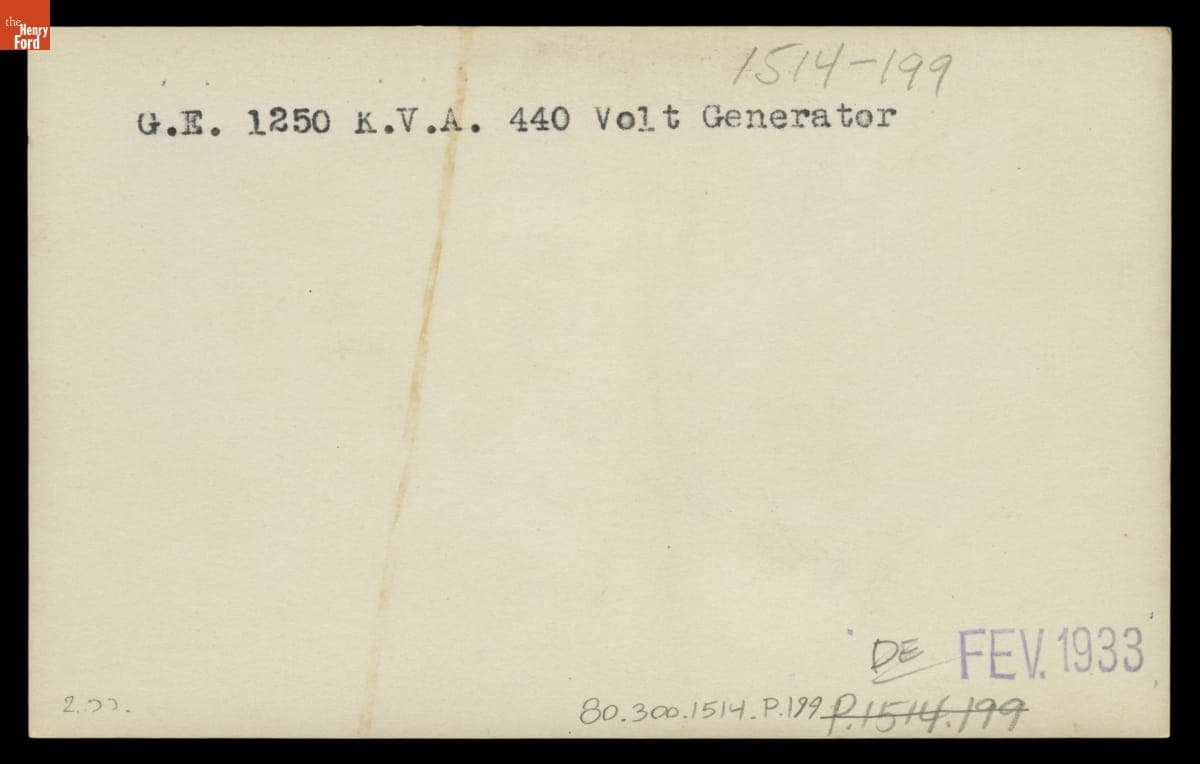 the
Henry
Ford
1514-199
G.E. 1250 K.V.A. 440 Volt Generator
DE FEV. 1933
80.300.1514.P.199 P.1514.199